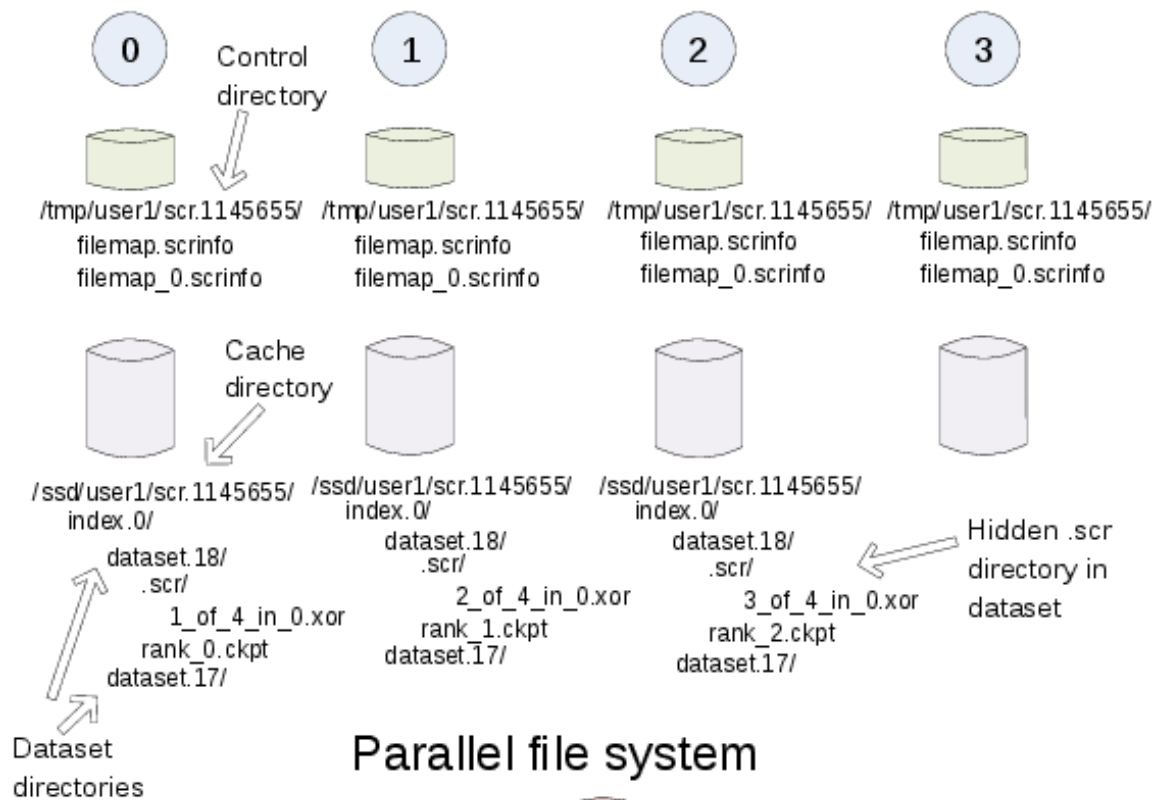 0
1
2
3
Control
directory
/tmp/user1/scr.1145655/
filemap.scrinfo
filemap_0.scrinfo
/tmp/user1/scr.1145655/
filemap.scrinfo
filemap_0.scrinfo
/tmp/user1/scr.1145655/
filemap.scrinfo
filemap_0.scrinfo
/tmp/user1/scr.1145655/
filemap.scrinfo
filemap_0.scrinfo
Cache
directory
/ssd/user1/scr.1145655/
index.0/
dataset.18/
.scr/
1_of_4_in_0.xor
rank_0.ckpt
dataset.17/
/ssd/user1/scr.1145655/
index.0/
dataset.18/
.scr/
2_of_4_in_0.xor
rank_1.ckpt
dataset.17/
/ssd/user1/scr.1145655/
index.0/
dataset.18/
.scr/
3_of_4_in_0.xor
rank_2.ckpt
dataset.17/
Hidden .scr
directory in
dataset
Dataset
directories
Parallel file system